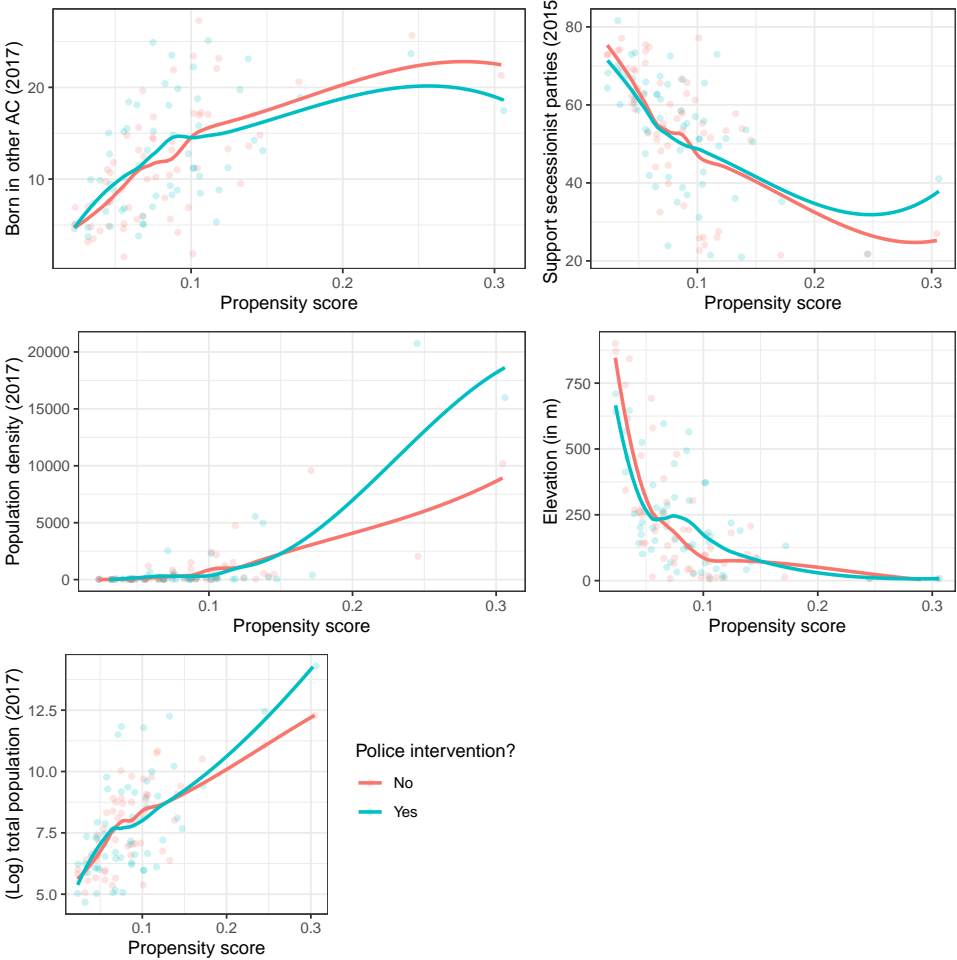 Born in other AC (2017)
20
10
0.1
0.2
0.3
Propensity score
Support secessionist parties (2015
80
60
40
20
0.1
0.2
0.3
Propensity score
Population density (2017)
20000
15000
10000
5000
0
0.1
0.2
0.3
Propensity score
Elevation (in m)
750
500
250
0
0.1
0.2
0.3
Propensity score
(Log) total population (2017)
12.5
10.0
7.5
5.0
0.1
0.2
0.3
Propensity score
Police intervention?
No
Yes